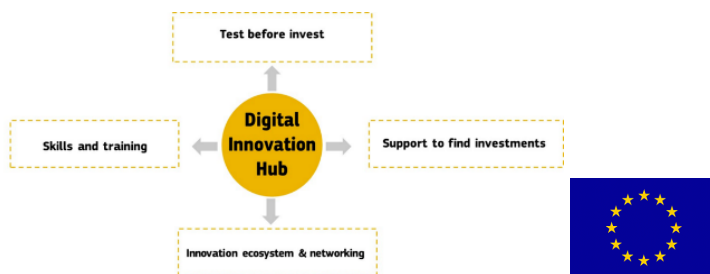 Test before invest
Digital
Innovation
Hub
Skills and training
Support to find investments
Innovation ecosystem & networking